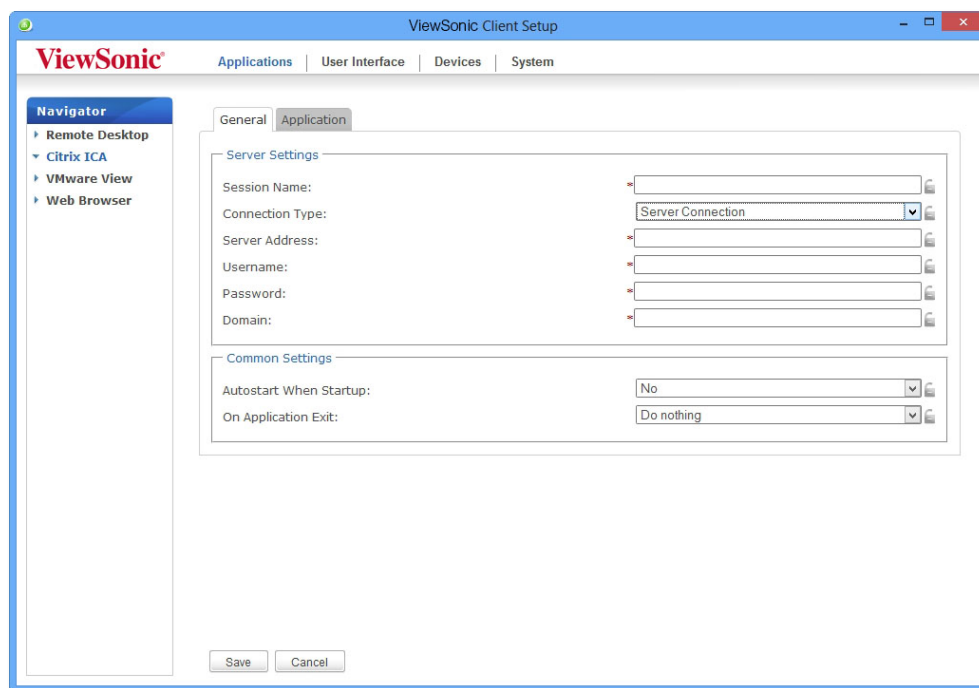 ViewSonic Client Setup
ViewSonic®
Applications | User Interface | Devices | System
Navigator
Remote Desktop
Citrix ICA
VMware View
Web Browser
General
Application
Server Settings
Session Name: *
Connection Type: Server Connection
Server Address: *
Username: *
Password: *
Domain: *
Common Settings
Autostart When Startup: No
On Application Exit: Do nothing
Save
Cancel